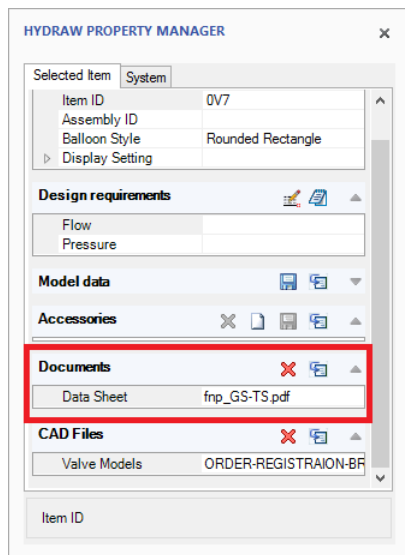 HYDRAW PROPERTY MANAGER
Selected Item System
Item ID 0V7
Assembly ID
Balloon Style Rounded Rectangle
Display Setting
Design requirements
Flow
Pressure
Model data
Accessories
Documents
Data Sheet fnp_GS-TS.pdf
CAD Files
Valve Models ORDER-REGISTRAION-BR
Item ID